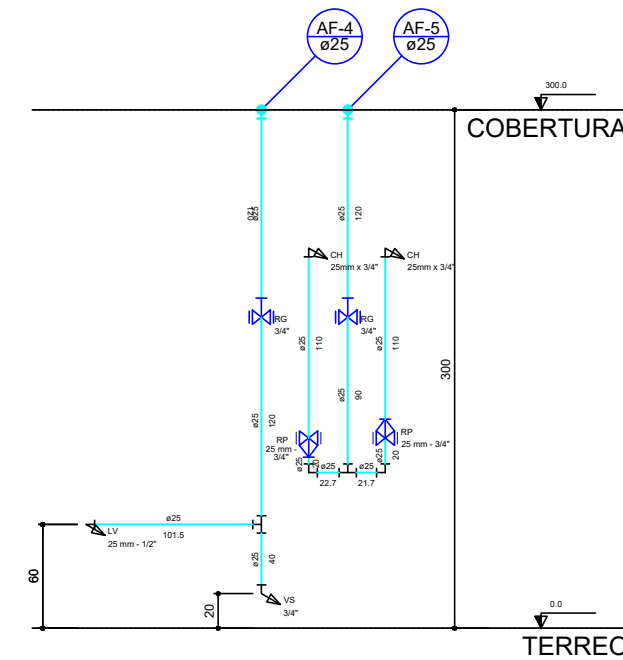 AF-4
ø25
AF-5
ø25
300.0
COBERTURA
ø25
120
ø25
120
CH
25mm x 3/4"
CH
25mm x 3/4"
RG
3/4"
RG
3/4"
ø25
110
ø25
110
300
ø25
120
ø25
90
RP
25 mm -
3/4"
RP
25 mm - 3/4"
ø25
20
ø25
20
ø25
22.7
ø25
21.7
ø25
101.5
LV
25 mm - 1/2"
ø25
40
60
20
VS
3/4"
0.0
TERREO